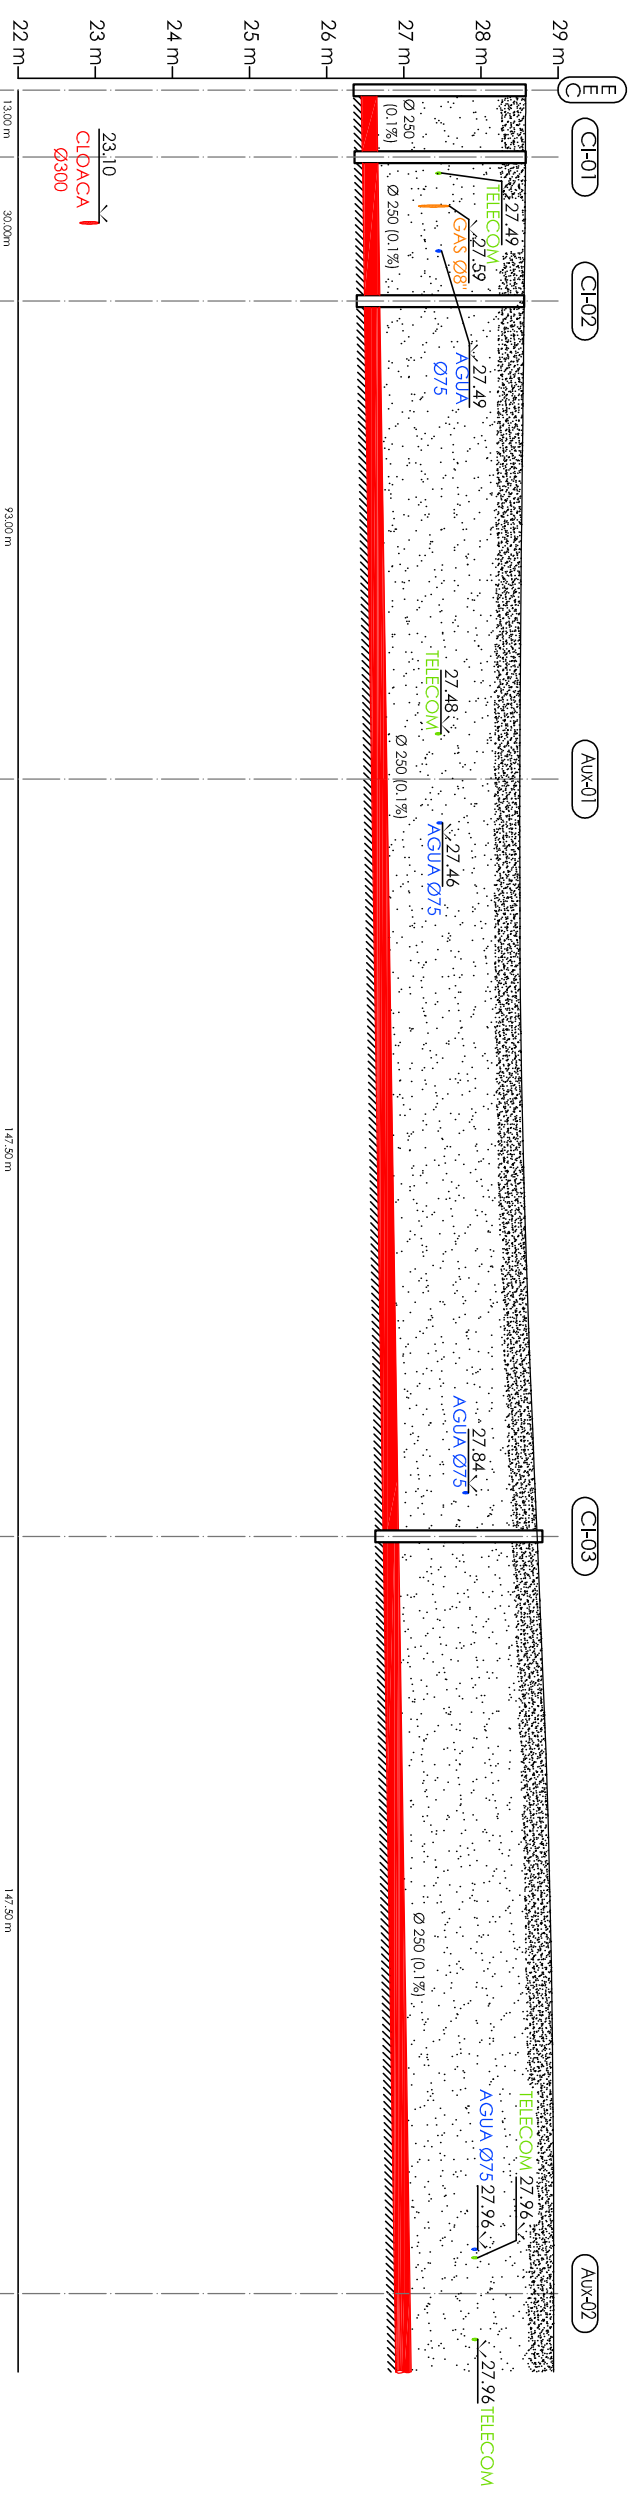 29 m
28 m
27 m
26 m
25 m
24 m
23 m
22 m
E
E
C
CI-01
CI-02
Aux-01
CI-03
Aux-02
Ø 250
(0.1%)
27.49
TELECOM
27.59
GAS Ø8"
Ø 250 (0.1%)
27.49
AGUA
Ø75
23.10
CLOACA
Ø300
27.48
TELECOM
Ø 250 (0.1%)
27.46
AGUA Ø75
27.84
AGUA Ø75
Ø 250 (0.1%)
TELECOM 27.96
AGUA Ø75 27.96
27.96 TELECOM
13.00 m
30.00m
93.00 m
147.50 m
147.50 m